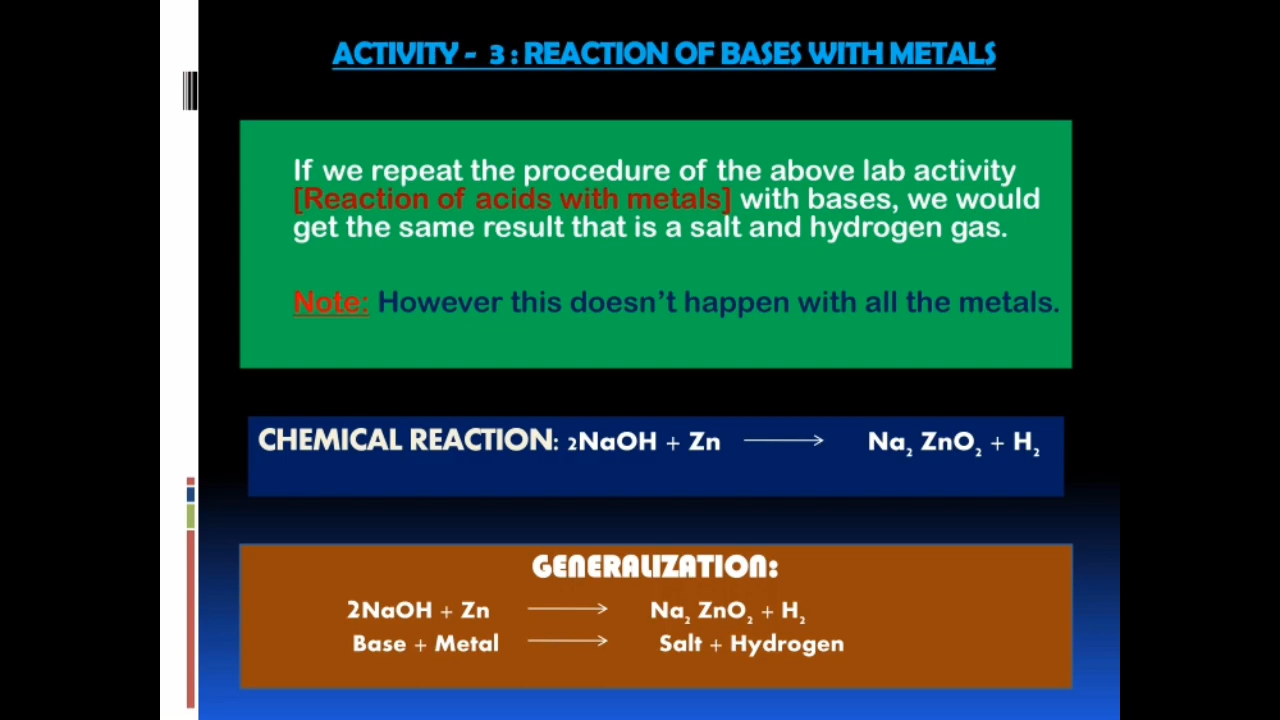 ACTIVITY - 3 : REACTION OF BASES WITH METALS
If we repeat the procedure of the above lab activity
[Reaction of acids with metals] with bases, we would
get the same result that is a salt and hydrogen gas.
Note: However this doesn't happen with all the metals.
CHEMICAL REACTION: 2NaOH + Zn ⟶ Na₂ ZnO₂ + H₂
GENERALIZATION:
2NaOH + Zn ⟶ Na₂ ZnO₂ + H₂
Base + Metal ⟶ Salt + Hydrogen